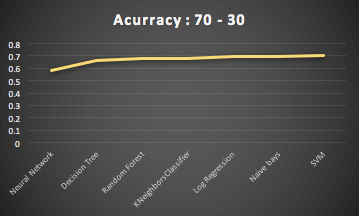 Acurracy : 70 - 30
0.8
0.7
0.6
0.5
0.4
0.3
0.2
0.1
0
Neural Network
Decision Tree
Random Forest
KNeighborsClassifier
Log Regression
Naive bays
SVM